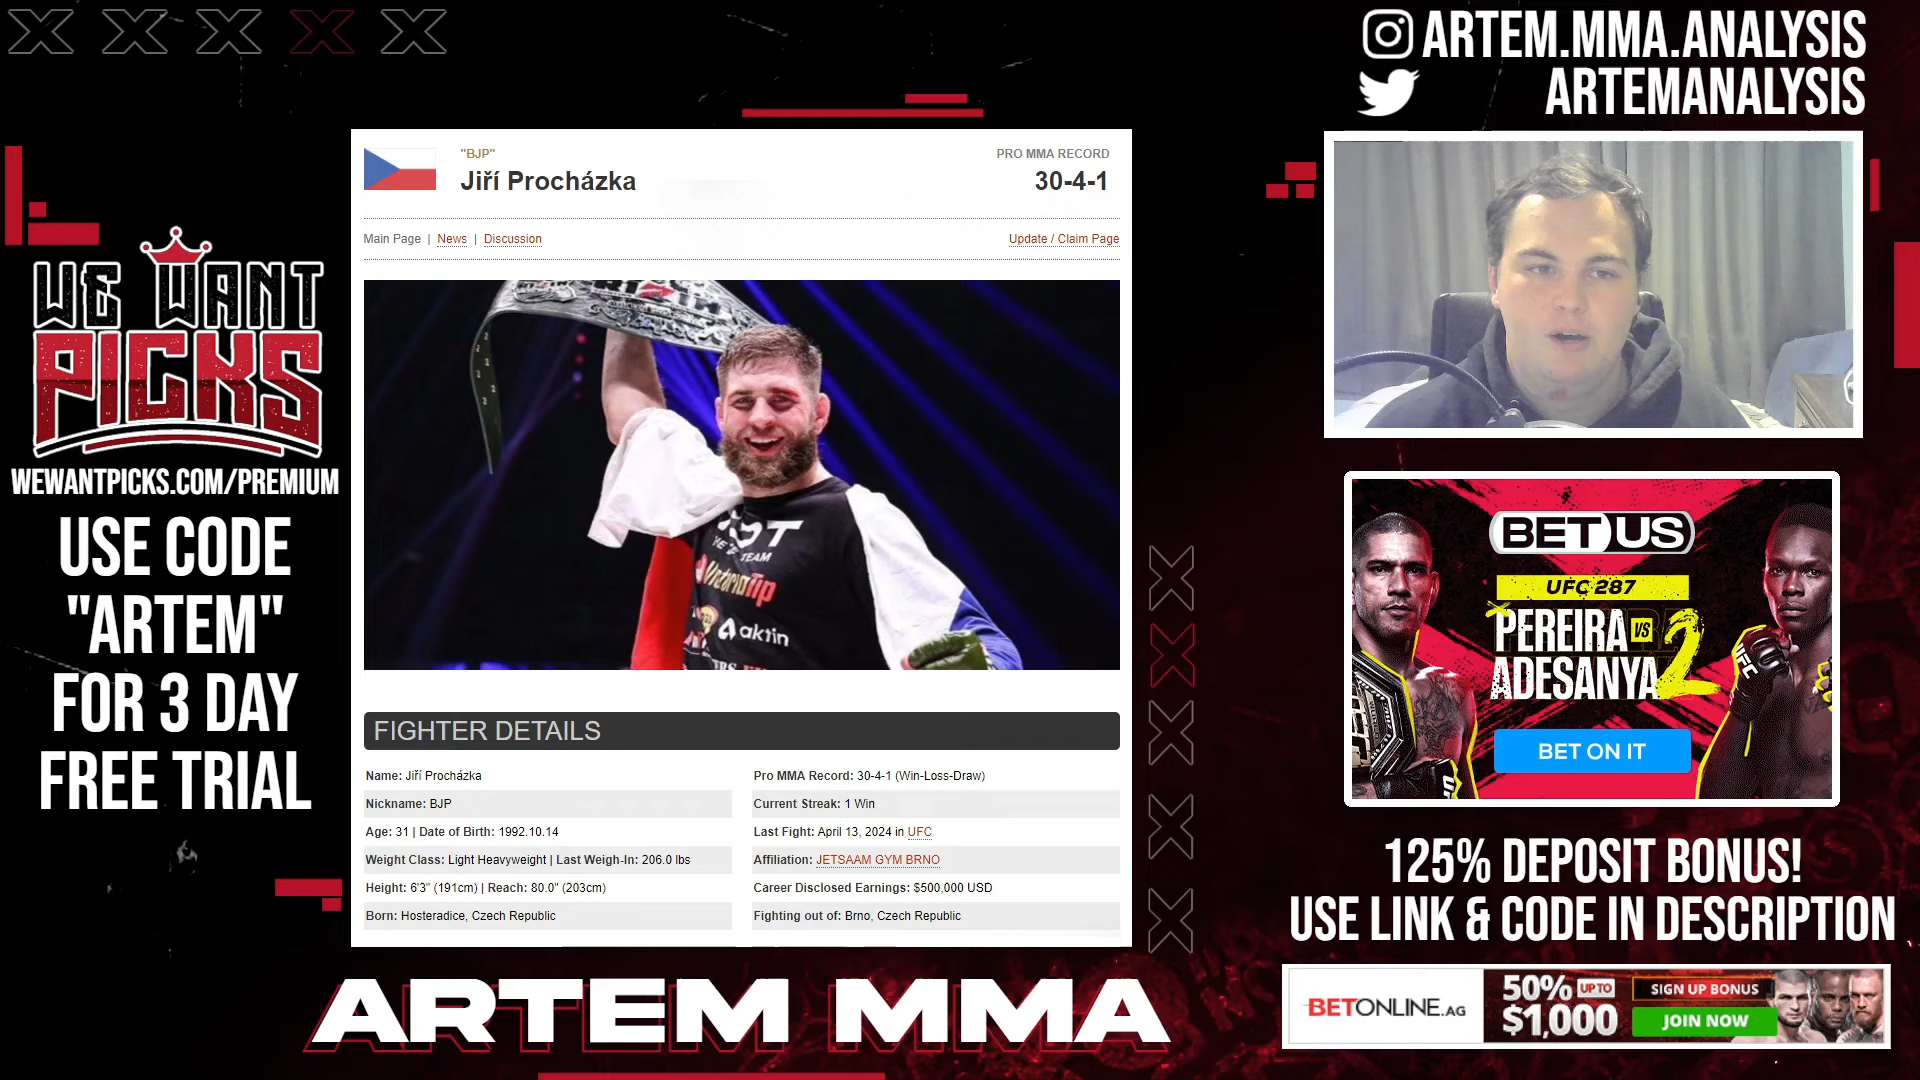 ARTEM.MMA.ANALYSIS
ARTEMANALYSIS
WE WANT
PICKS
WEWANTPICKS.COM/PREMIUM
USE CODE
"ARTEM"
FOR 3 DAY
FREE TRIAL
"BJP"
Jiří Procházka
PRO MMA RECORD
30-4-1
Main Page | News | Discussion
Update / Claim Page
VictoriaTip
aktin
FIGHTER DETAILS
Name: Jiří Procházka
Nickname: BJP
Age: 31 | Date of Birth: 1992.10.14
Weight Class: Light Heavyweight | Last Weigh-In: 206.0 lbs
Height: 6'3" (191cm) | Reach: 80.0" (203cm)
Born: Hosteradice, Czech Republic
Pro MMA Record: 30-4-1 (Win-Loss-Draw)
Current Streak: 1 Win
Last Fight: April 13, 2024 in UFC
Affiliation: JETSAAM GYM BRNO
Career Disclosed Earnings: $500,000 USD
Fighting out of: Brno, Czech Republic
ARTEM MMA
BETUS
UFC 287
PEREIRA VS
ADESANYA 2
UFC
BET ON IT
125% DEPOSIT BONUS!
USE LINK & CODE IN DESCRIPTION
BETONLINE.AG
50% UP TO
$1,000
SIGN UP BONUS
JOIN NOW